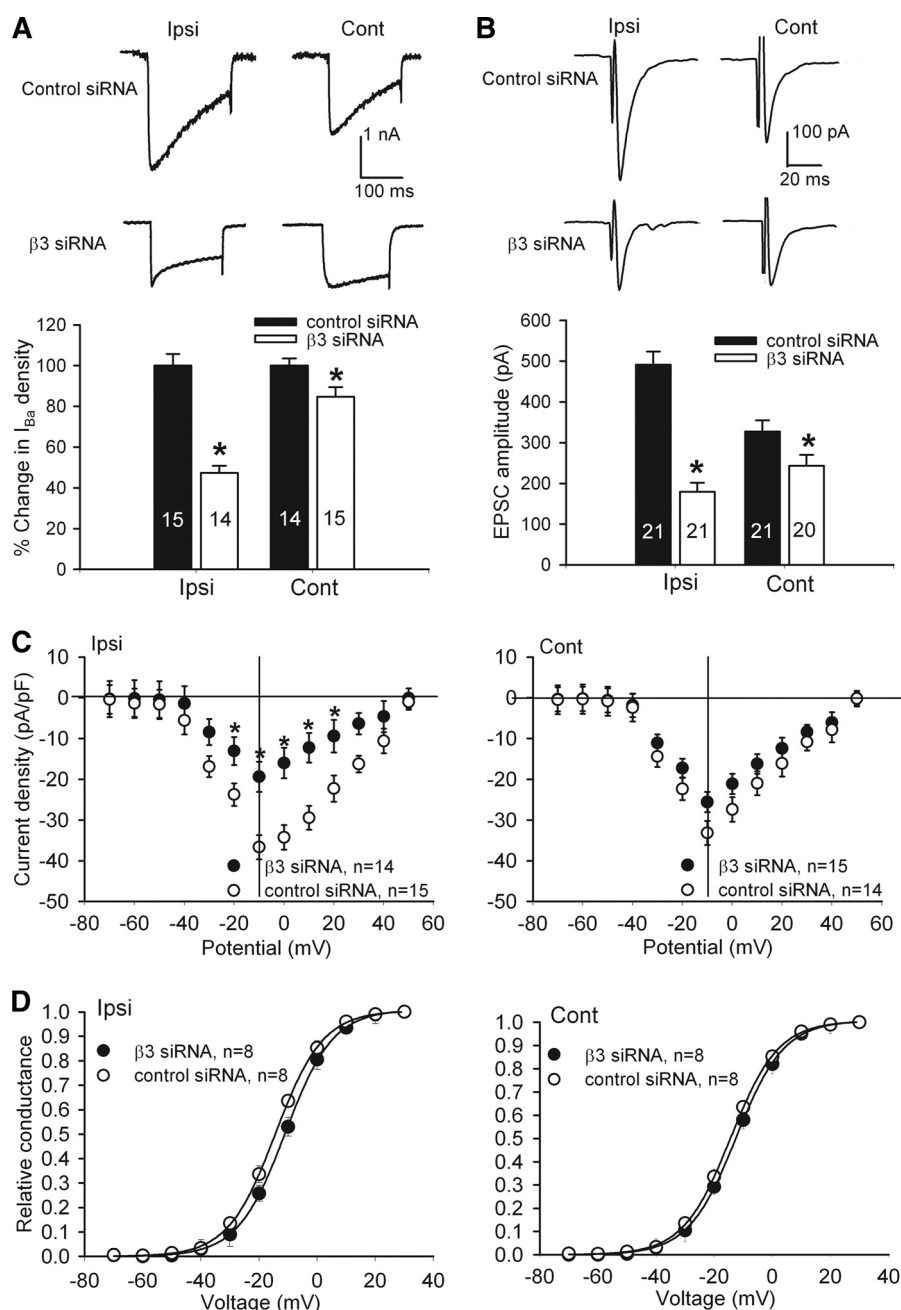 A
Ipsi
Cont
Control siRNA
1 nA
100 ms
β3 siRNA
120
100
80
60
40
20
0
% Change in IBa density
control siRNA
β3 siRNA
*
*
15
14
14
15
Ipsi
Cont
B
Ipsi
Cont
Control siRNA
100 pA
20 ms
β3 siRNA
600
500
400
300
200
100
0
EPSC amplitude (pA)
control siRNA
β3 siRNA
*
*
21
21
21
20
Ipsi
Cont
C
Ipsi
10
0
-10
-20
-30
-40
-50
Current density (pA/pF)
* * * * *
β3 siRNA, n=14
control siRNA, n=15
-80 -60 -40 -20 0 20 40 60
Potential (mV)
Cont
10
0
-10
-20
-30
-40
-50
β3 siRNA, n=15
control siRNA, n=14
-80 -60 -40 -20 0 20 40 60
Potential (mV)
D
Ipsi
β3 siRNA, n=8
control siRNA, n=8
1.0
0.9
0.8
0.7
0.6
0.5
0.4
0.3
0.2
0.1
0.0
Relative conductance
-80 -60 -40 -20 0 20 40
Voltage (mV)
Cont
β3 siRNA, n=8
control siRNA, n=8
1.0
0.9
0.8
0.7
0.6
0.5
0.4
0.3
0.2
0.1
0.0
-80 -60 -40 -20 0 20 40
Voltage (mV)